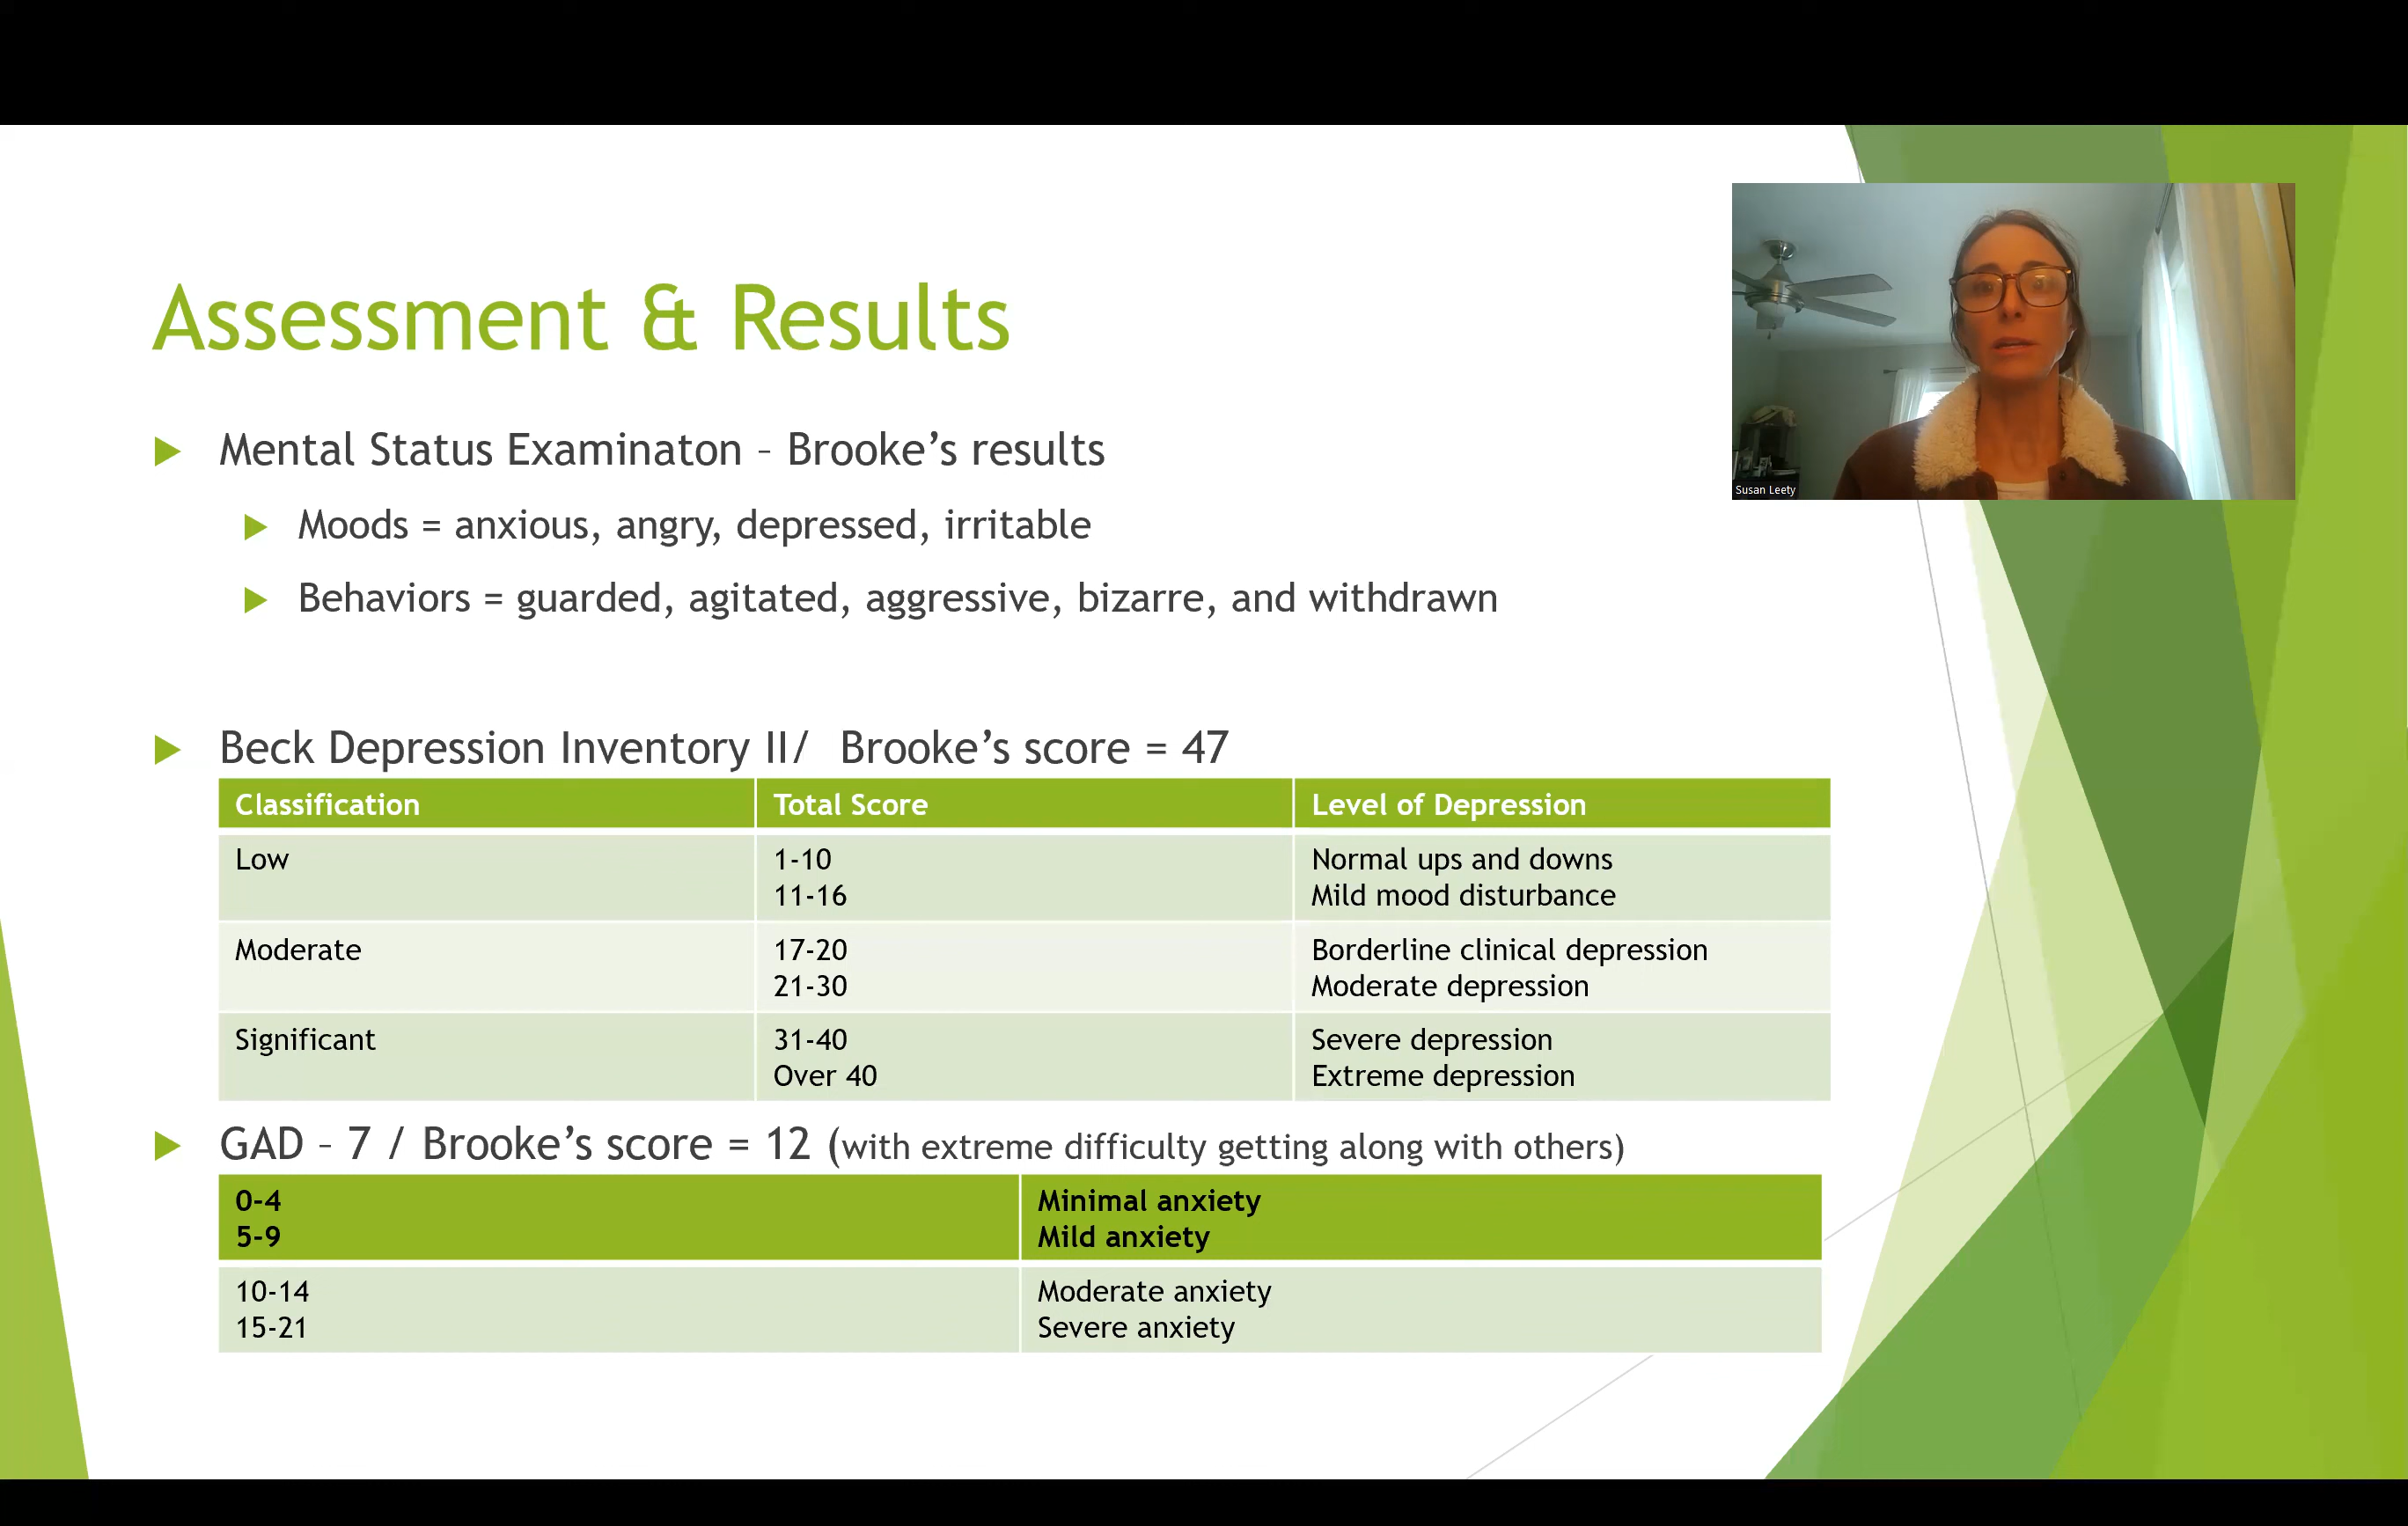 Assessment & Results
Susan Leety
Mental Status Examinaton – Brooke’s results
Moods = anxious, angry, depressed, irritable
Behaviors = guarded, agitated, aggressive, bizarre, and withdrawn
Beck Depression Inventory II/ Brooke’s score = 47
Classification Total Score Level of Depression
Low 1-10 Normal ups and downs
11-16 Mild mood disturbance
Moderate 17-20 Borderline clinical depression
21-30 Moderate depression
Significant 31-40 Severe depression
Over 40 Extreme depression
GAD – 7 / Brooke’s score = 12 (with extreme difficulty getting along with others)
0-4 Minimal anxiety
5-9 Mild anxiety
10-14 Moderate anxiety
15-21 Severe anxiety